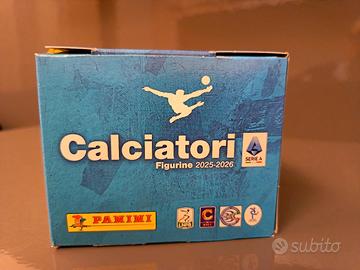 Calciatori
Figurine 2025-2026
SERIE A
PANINI
subito